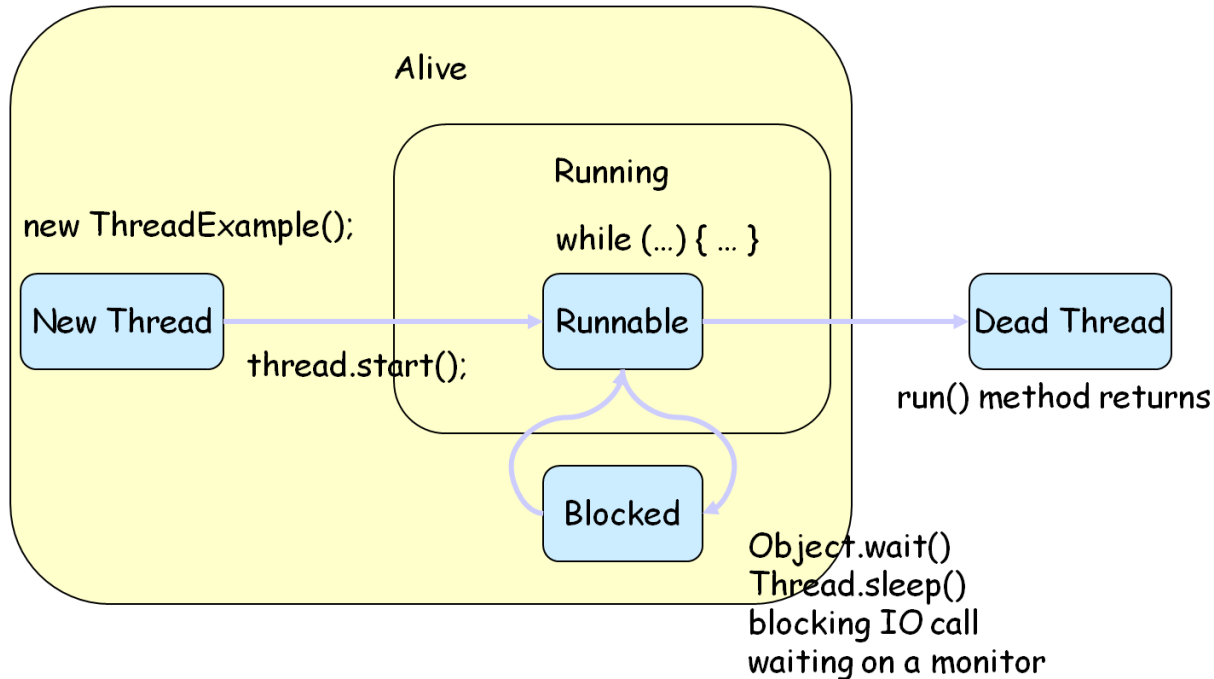 Alive
Running
new ThreadExample();
while (...) { ... }
New Thread
Runnable
Dead Thread
thread.start();
run() method returns
Blocked
Object.wait()
Thread.sleep()
blocking IO call
waiting on a monitor